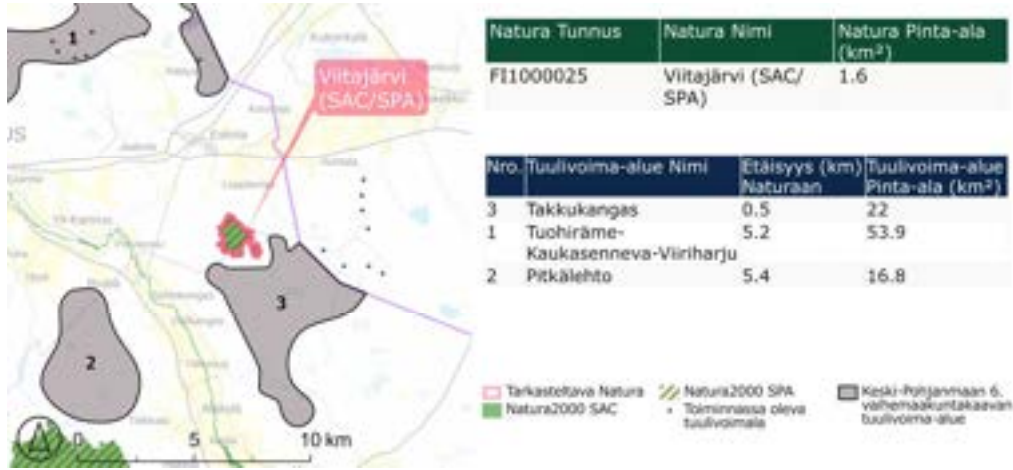 1
Viitajärvi
(SAC/SPA)
3
2
0 5 10 km
Natura Tunnus Natura Nimi Natura Pinta-ala
(km²)
FI1000025 Viitajärvi (SAC/ 1.6
SPA)
Nro. Tuulivoima-alue Nimi Etäisyys (km) Tuulivoima-alue
Naturaan Pinta-ala (km²)
3 Takkukangas 0.5 22
1 Tuohiräme- 5.2 53.9
Kaukasenneva-Viiriharju
2 Pitkälehto 5.4 16.8
Tarkasteltava Natura
Natura2000 SAC
Natura2000 SPA
Toiminnassa oleva
tuulivoimala
Keski-Pohjanmaan 6.
vaihemaakuntakaavan
tuulivoima-alue